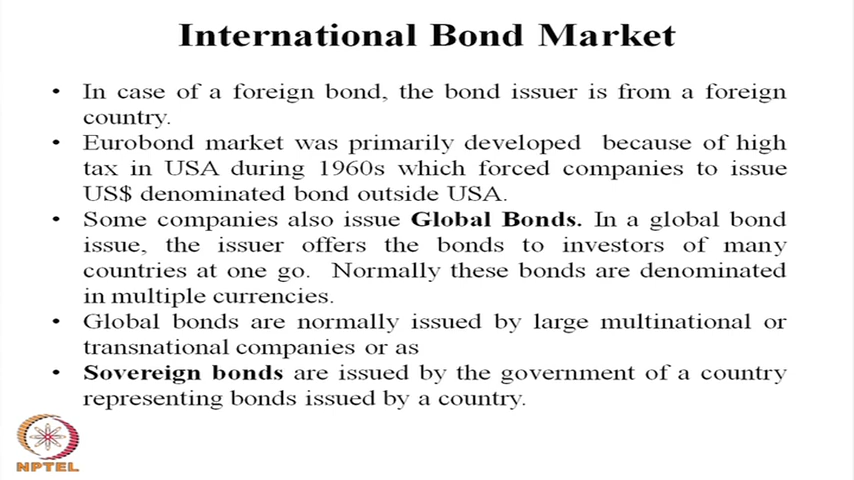 International Bond Market
• In case of a foreign bond, the bond issuer is from a foreign
country.
• Eurobond market was primarily developed because of high
tax in USA during 1960s which forced companies to issue
US$ denominated bond outside USA.
• Some companies also issue Global Bonds. In a global bond
issue, the issuer offers the bonds to investors of many
countries at one go. Normally these bonds are denominated
in multiple currencies.
• Global bonds are normally issued by large multinational or
transnational companies or as
• Sovereign bonds are issued by the government of a country
representing bonds issued by a country.
NPTEL